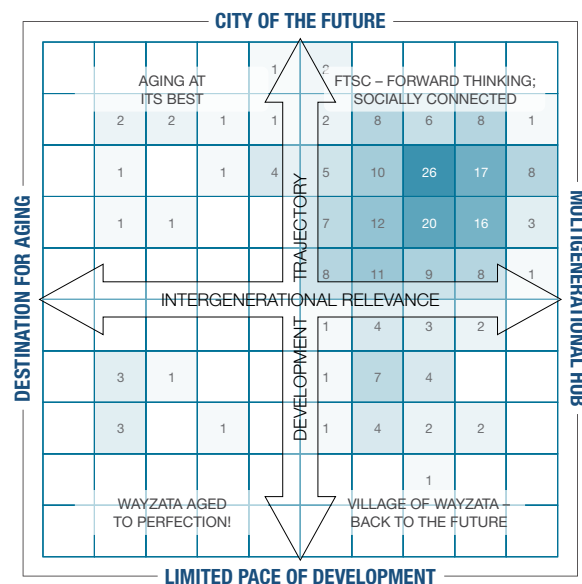 CITY OF THE FUTURE
1 2
AGING AT
ITS BEST
FTSC – FORWARD THINKING;
SOCIALLY CONNECTED
2 2 1 1 2 8 6 8 1
1 1 4 5 10 26 17 8
1 1 7 12 20 16 3
8 11 9 8 1
DESTINATION FOR AGING
MULTIGENERATIONAL HUB
INTERGENERATIONAL RELEVANCE
DEVELOPMENT TRAJECTORY
1 4 3 2
3 1 1 7 4
3 1 1 4 2 2
1
WAYZATA AGED
TO PERFECTION!
VILLAGE OF WAYZATA –
BACK TO THE FUTURE
LIMITED PACE OF DEVELOPMENT